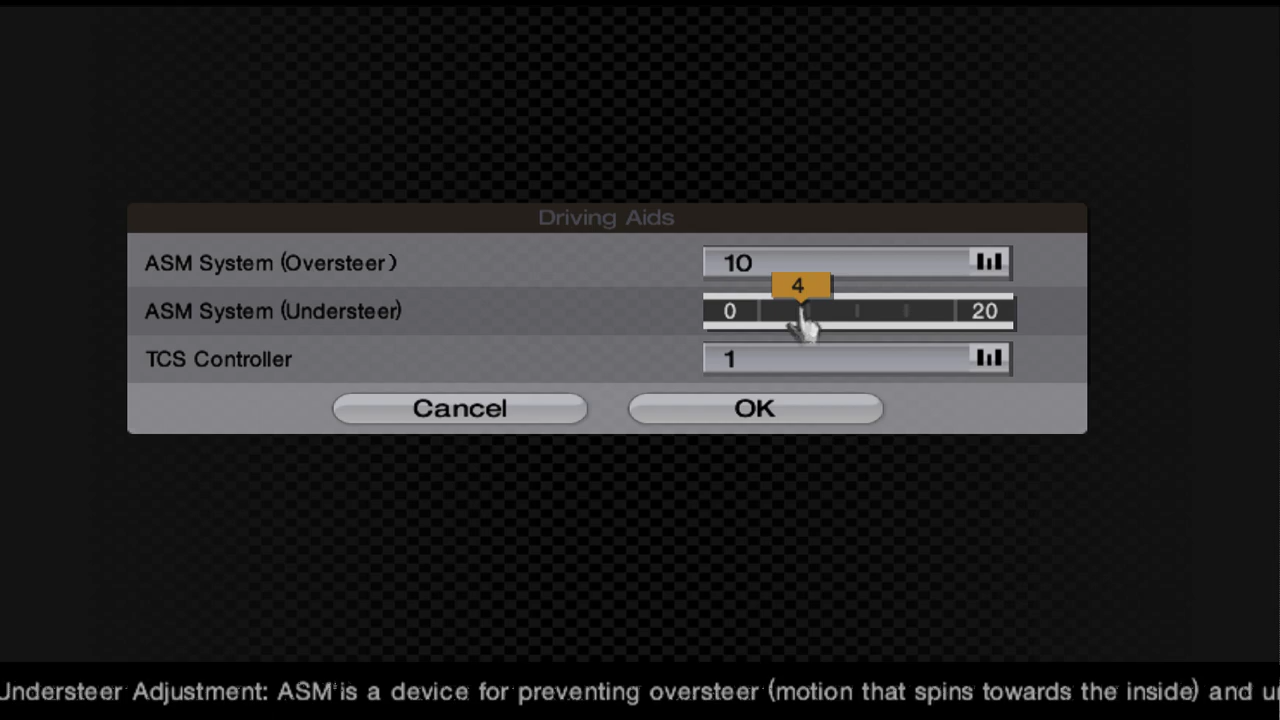 Driving Aids
ASM System (Oversteer)
10
4
ASM System (Understeer)
0 20
TCS Controller
1
Cancel OK
Understeer Adjustment: ASM is a device for preventing oversteer (motion that spins towards the inside) and